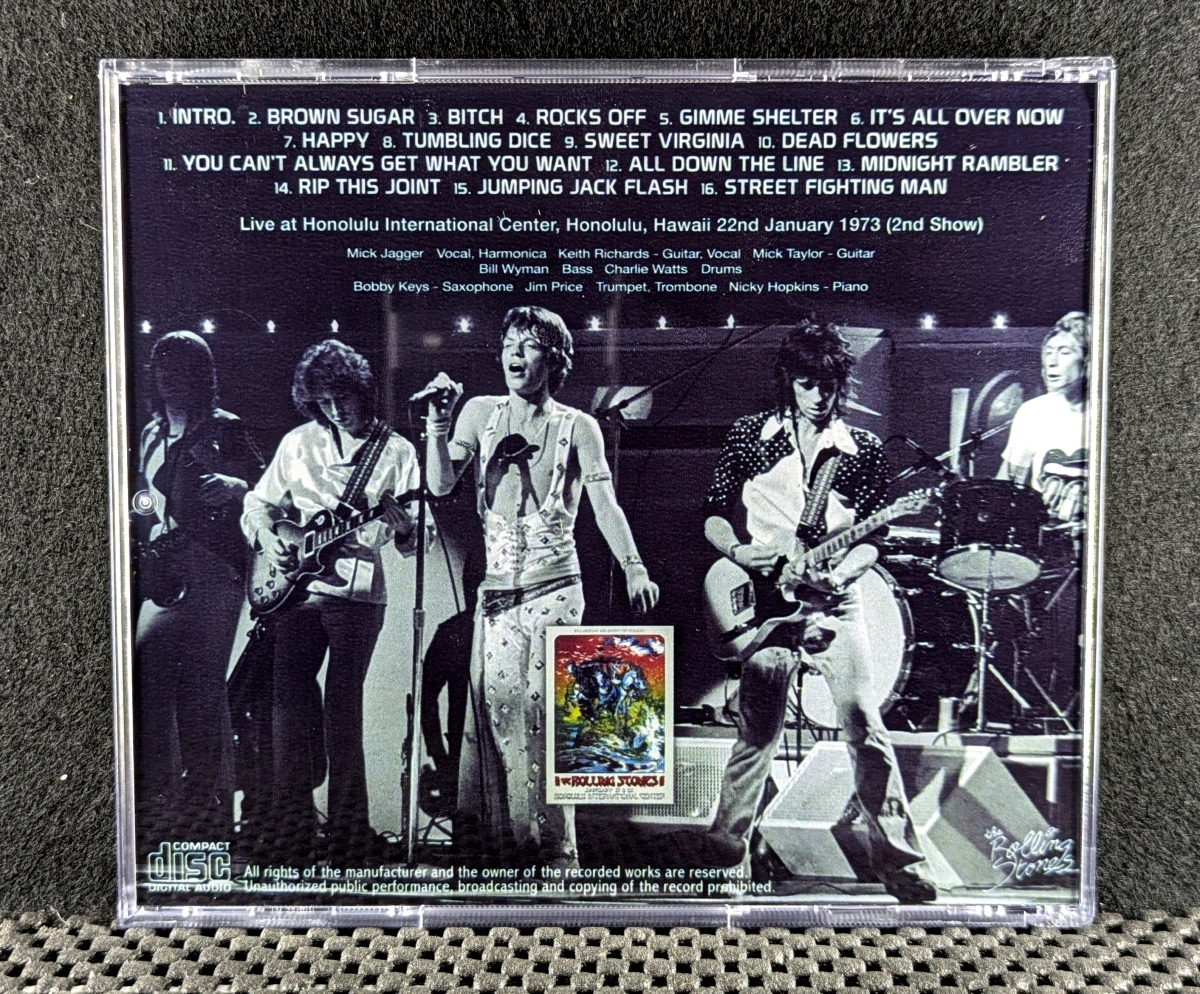 1. INTRO. 2. BROWN SUGAR 3. BITCH 4. ROCKS OFF 5. GIMME SHELTER 6. IT'S ALL OVER NOW
7. HAPPY 8. TUMBLING DICE 9. SWEET VIRGINIA 10. DEAD FLOWERS
11. YOU CAN'T ALWAYS GET WHAT YOU WANT 12. ALL DOWN THE LINE 13. MIDNIGHT RAMBLER
14. RIP THIS JOINT 15. JUMPING JACK FLASH 16. STREET FIGHTING MAN
Live at Honolulu International Center, Honolulu, Hawaii 22nd January 1973 (2nd Show)
Mick Jagger Vocal, Harmonica Keith Richards - Guitar, Vocal Mick Taylor - Guitar
Bill Wyman Bass Charlie Watts Drums
Bobby Keys - Saxophone Jim Price Trumpet, Trombone Nicky Hopkins - Piano
THE ROLLING STONES
JANUARY 21 & 22
HONOLULU INTERNATIONAL CENTER
the
Rolling
Stones
COMPACT
disc
DIGITAL AUDIO
All rights of the manufacturer and the owner of the recorded works are reserved.
Unauthorized public performance, broadcasting and copying of the record prohibited.